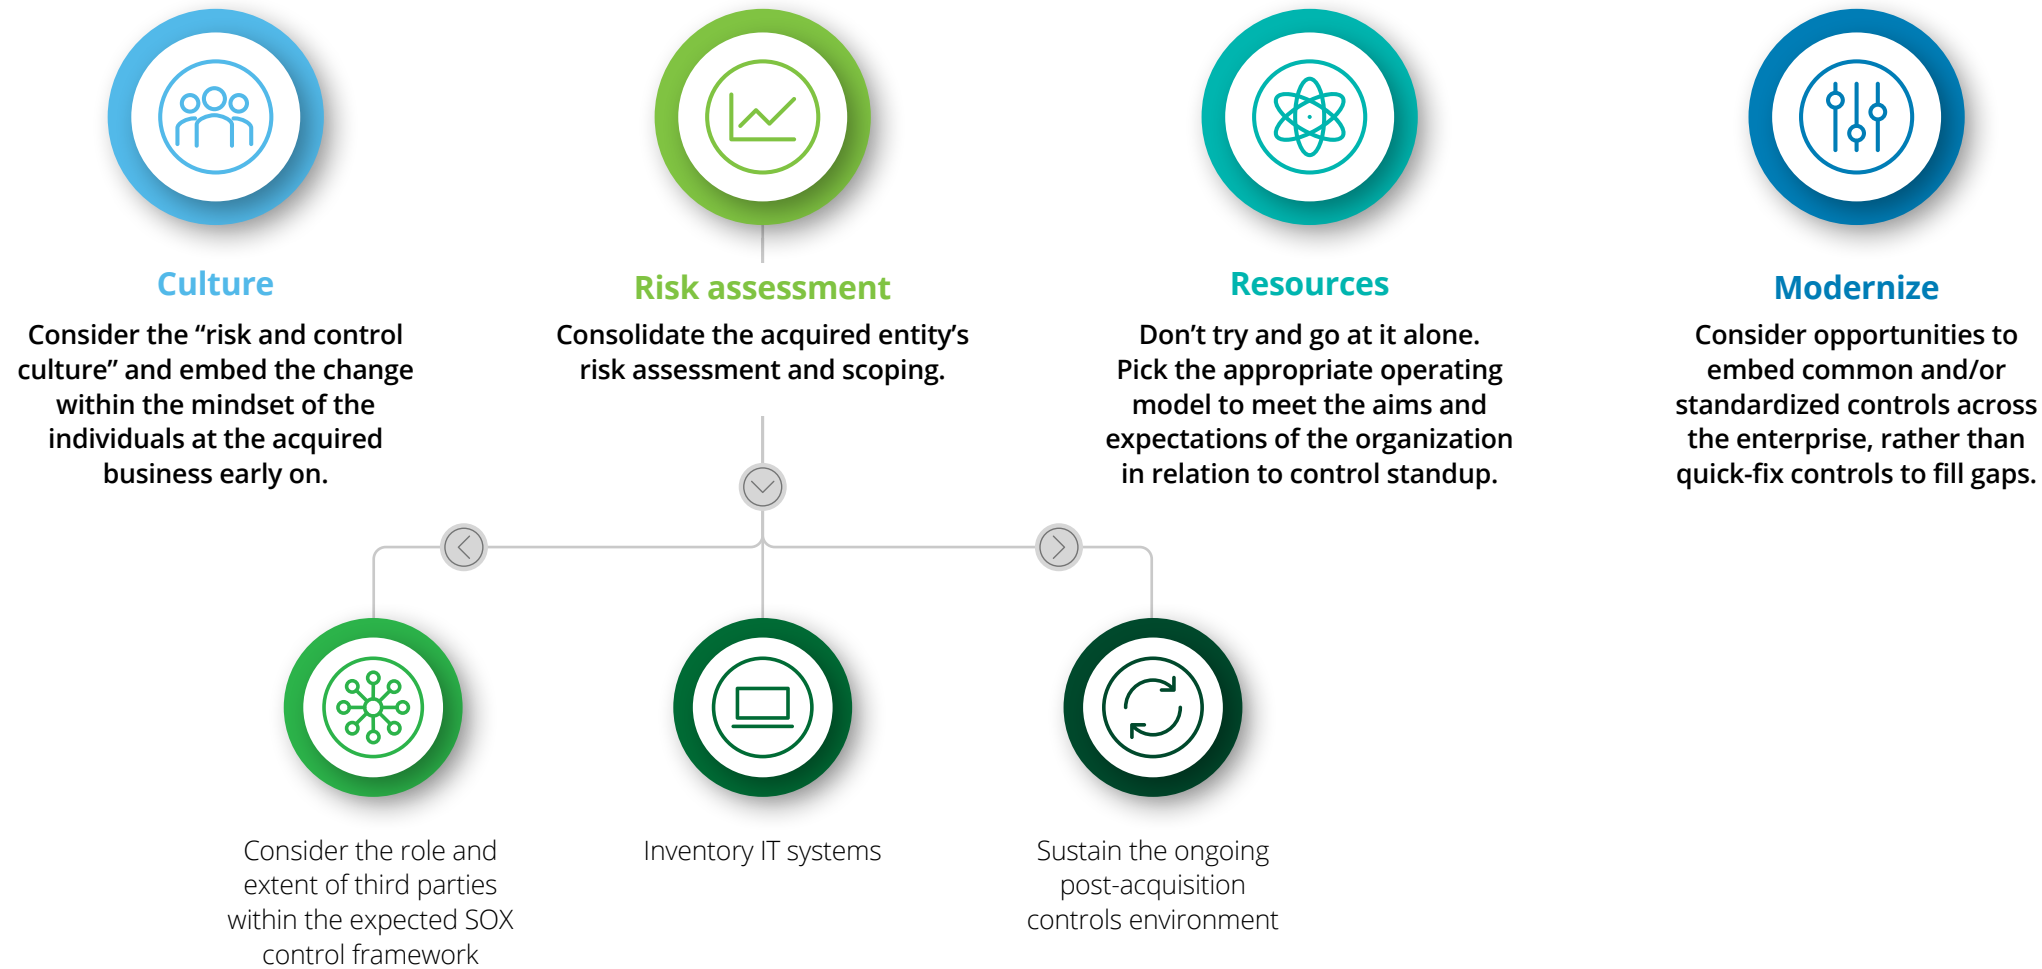 Culture
Consider the “risk and control
culture” and embed the change
within the mindset of the
individuals at the acquired
business early on.
Risk assessment
Consolidate the acquired entity’s
risk assessment and scoping.
Resources
Don’t try and go at it alone.
Pick the appropriate operating
model to meet the aims and
expectations of the organization
in relation to control standup.
Modernize
Consider opportunities to
embed common and/or
standardized controls across
the enterprise, rather than
quick-fix controls to fill gaps.
Consider the role and
extent of third parties
within the expected SOX
control framework
Inventory IT systems
Sustain the ongoing
post-acquisition
controls environment